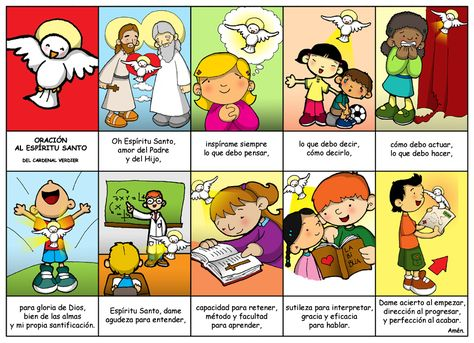 ORACIÓN
AL ESPÍRITU SANTO
DEL CARDENAL VERDIER
Oh Espíritu Santo,
amor del Padre
y del Hijo,
inspírame siempre
lo que debo pensar,
lo que debo decir,
cómo decirlo,
cómo debo actuar,
lo que debo hacer,
para gloria de Dios,
bien de las almas
y mi propia santificación.
Espíritu Santo, dame
agudeza para entender,
capacidad para retener,
método y facultad
para aprender,
LA
BI
BLIA
sutileza para interpretar,
gracia y eficacia
para hablar.
Dame acierto al empezar,
dirección al progresar,
y perfección al acabar.
Amén.